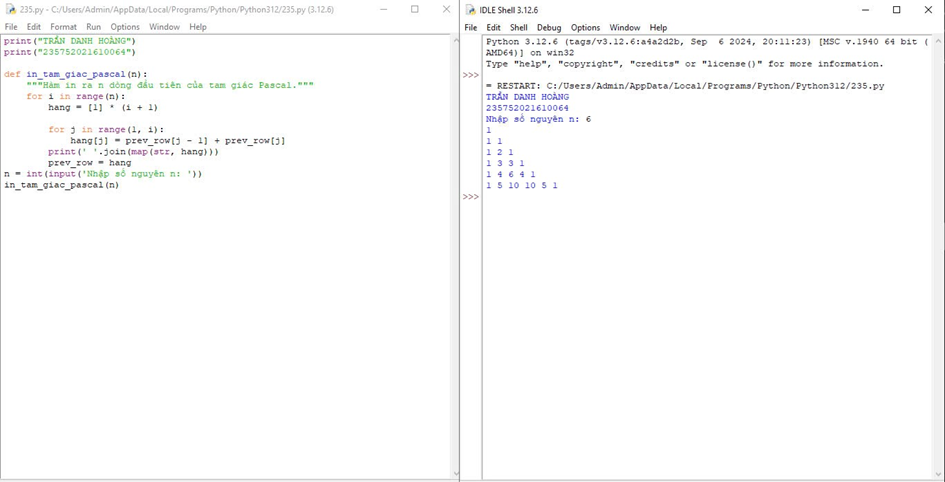 235.py - C:/Users/Admin/AppData/Local/Programs/Python/Python312/235.py (3.12.6)
File Edit Format Run Options Window Help
print("TRẦN DANH HOÀNG")
print("235752021610064")
def in_tam_giac_pascal(n):
"""Hàm in ra n dòng đầu tiên của tam giác Pascal."""
for i in range(n):
hang = [1] * (i + 1)
for j in range(1, i):
hang[j] = prev_row[j - 1] + prev_row[j]
print(' '.join(map(str, hang)))
prev_row = hang
n = int(input('Nhập số nguyên n: '))
in_tam_giac_pascal(n)
IDLE Shell 3.12.6
File Edit Shell Debug Options Window Help
Python 3.12.6 (tags/v3.12.6:a4a2d2b, Sep  6 2024, 20:11:23) [MSC v.1940 64 bit (
AMD64)] on win32
Type "help", "copyright", "credits" or "license()" for more information.
>>>
= RESTART: C:/Users/Admin/AppData/Local/Programs/Python/Python312/235.py
TRẦN DANH HOÀNG
235752021610064
Nhập số nguyên n: 6
1
1 1
1 2 1
1 3 3 1
1 4 6 4 1
1 5 10 10 5 1
>>>